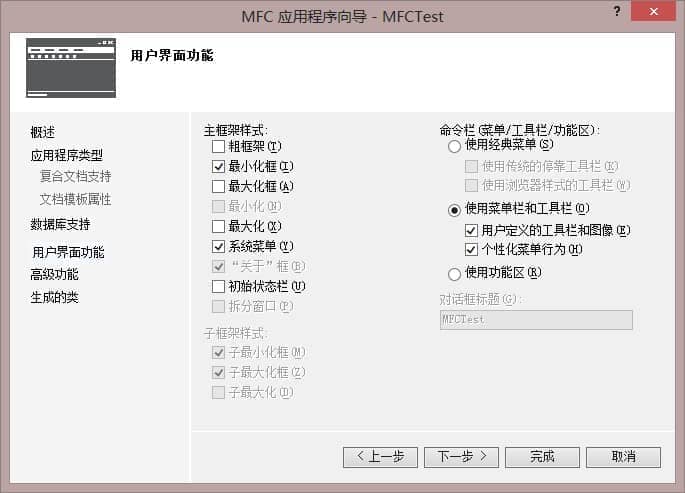 MFC 应用程序向导 - MFCTest
?
用户界面功能
概述
应用程序类型
复合文档支持
文档模板属性
数据库支持
用户界面功能
高级功能
生成的类
主框架样式:
粗框架(T)
最小化框(I)
最大化框(A)
最小化(N)
最大化(X)
系统菜单(Y)
“关于”框(B)
初始状态栏(U)
拆分窗口(P)
子框架样式:
子最小化框(M)
子最大化框(Z)
子最大化(D)
命令栏(菜单/工具栏/功能区):
使用经典菜单(S)
使用传统的停靠工具栏(K)
使用浏览器样式的工具栏(W)
使用菜单栏和工具栏(O)
用户定义的工具栏和图像(E)
个性化菜单行为(H)
使用功能区(R)
对话框标题(G):
MFCTest
< 上一步
下一步 >
完成
取消